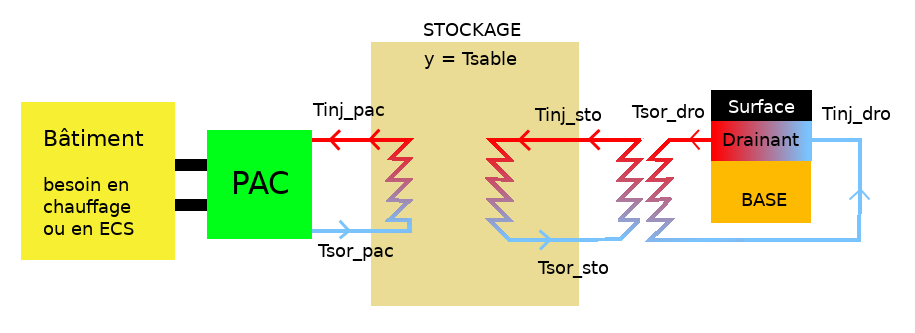 STOCKAGE
y = Tsable
Tinj_pac
Tinj_sto
Tsor_dro
Surface
Tinj_dro
Bâtiment
Drainant
besoin en
chauffage
ou en ECS
PAC
BASE
Tsor_pac
Tsor_sto